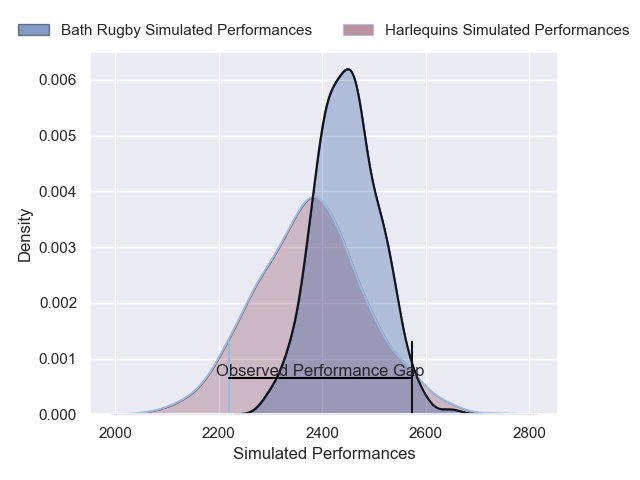 Bath Rugby Simulated Performances
Harlequins Simulated Performances
0.006
0.005
0.004
0.003
0.002
0.001
0.000
Density
Observed Performance Gap
2000
2200
2400
2600
2800
Simulated Performances